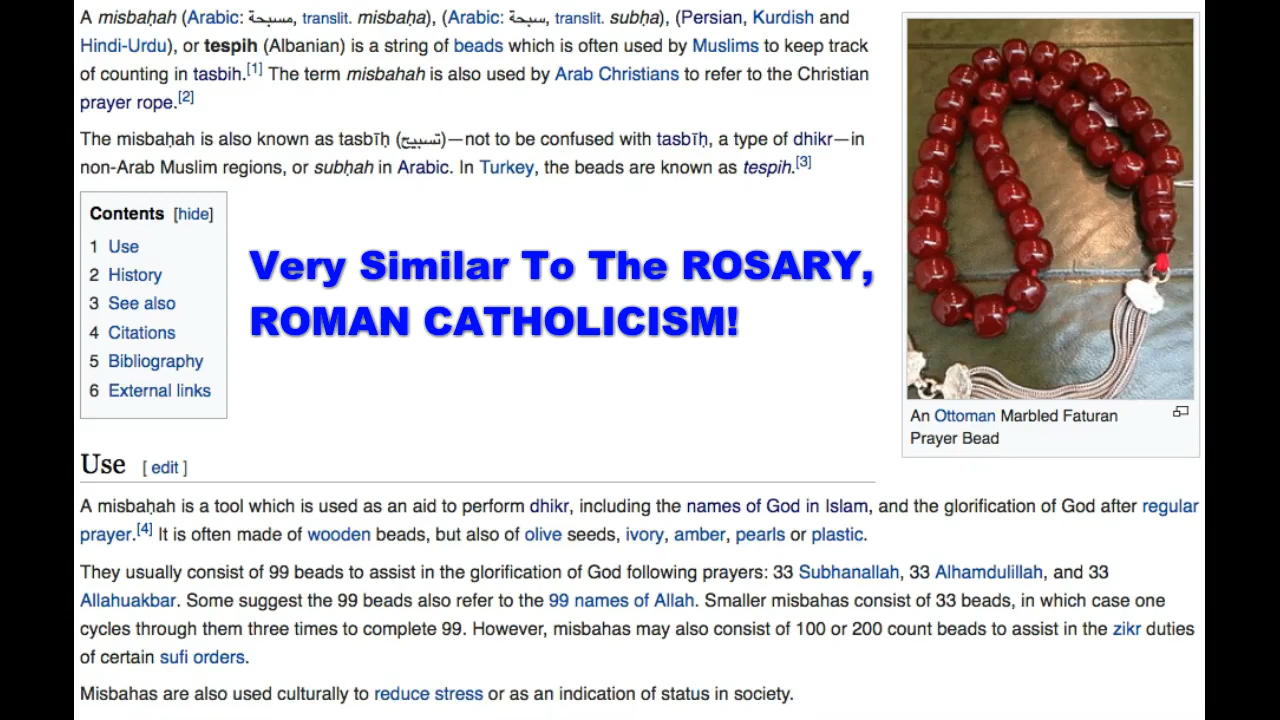 A misbaḥah (Arabic: مسبحة, translit. misbaḥa), (Arabic: سبحة, translit. subḥa), (Persian, Kurdish and
Hindi-Urdu), or tespih (Albanian) is a string of beads which is often used by Muslims to keep track
of counting in tasbih.[1] The term misbahah is also used by Arab Christians to refer to the Christian
prayer rope.[2]
The misbaḥah is also known as tasbīḥ (تسبيح)—not to be confused with tasbīḥ, a type of dhikr—in
non-Arab Muslim regions, or subḥah in Arabic. In Turkey, the beads are known as tespih.[3]
Contents [hide]
1 Use
2 History
3 See also
4 Citations
5 Bibliography
6 External links
Very Similar To The ROSARY,
ROMAN CATHOLICISM!
An Ottoman Marbled Faturan
Prayer Bead
Use [ edit ]
A misbaḥah is a tool which is used as an aid to perform dhikr, including the names of God in Islam, and the glorification of God after regular
prayer.[4] It is often made of wooden beads, but also of olive seeds, ivory, amber, pearls or plastic.
They usually consist of 99 beads to assist in the glorification of God following prayers: 33 Subhanallah, 33 Alhamdulillah, and 33
Allahuakbar. Some suggest the 99 beads also refer to the 99 names of Allah. Smaller misbahas consist of 33 beads, in which case one
cycles through them three times to complete 99. However, misbahas may also consist of 100 or 200 count beads to assist in the zikr duties
of certain sufi orders.
Misbahas are also used culturally to reduce stress or as an indication of status in society.